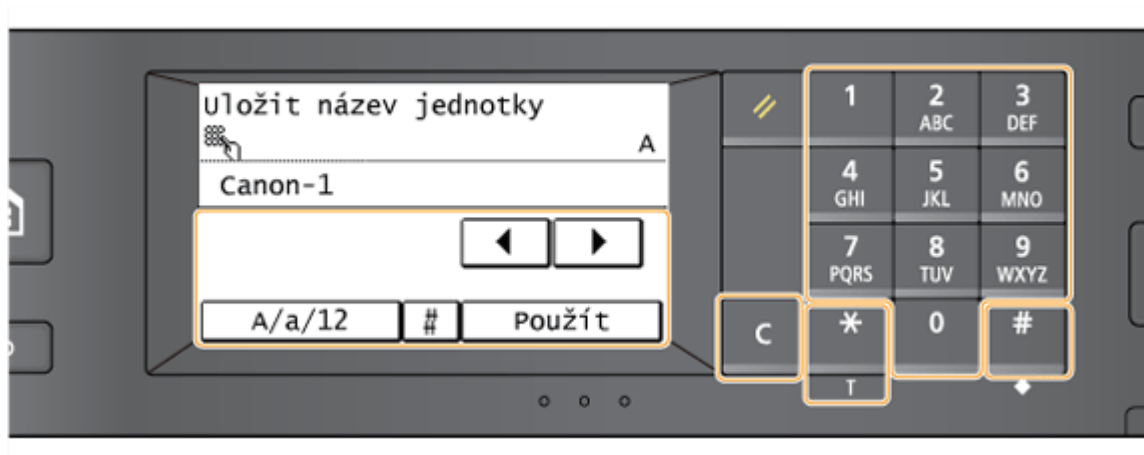 Uložit název jednotky
A
Canon-1
A/a/12 # Použít
1 2 ABC 3 DEF
4 GHI 5 JKL 6 MNO
7 PQRS 8 TUV 9 WXYZ
C * 0 #
T